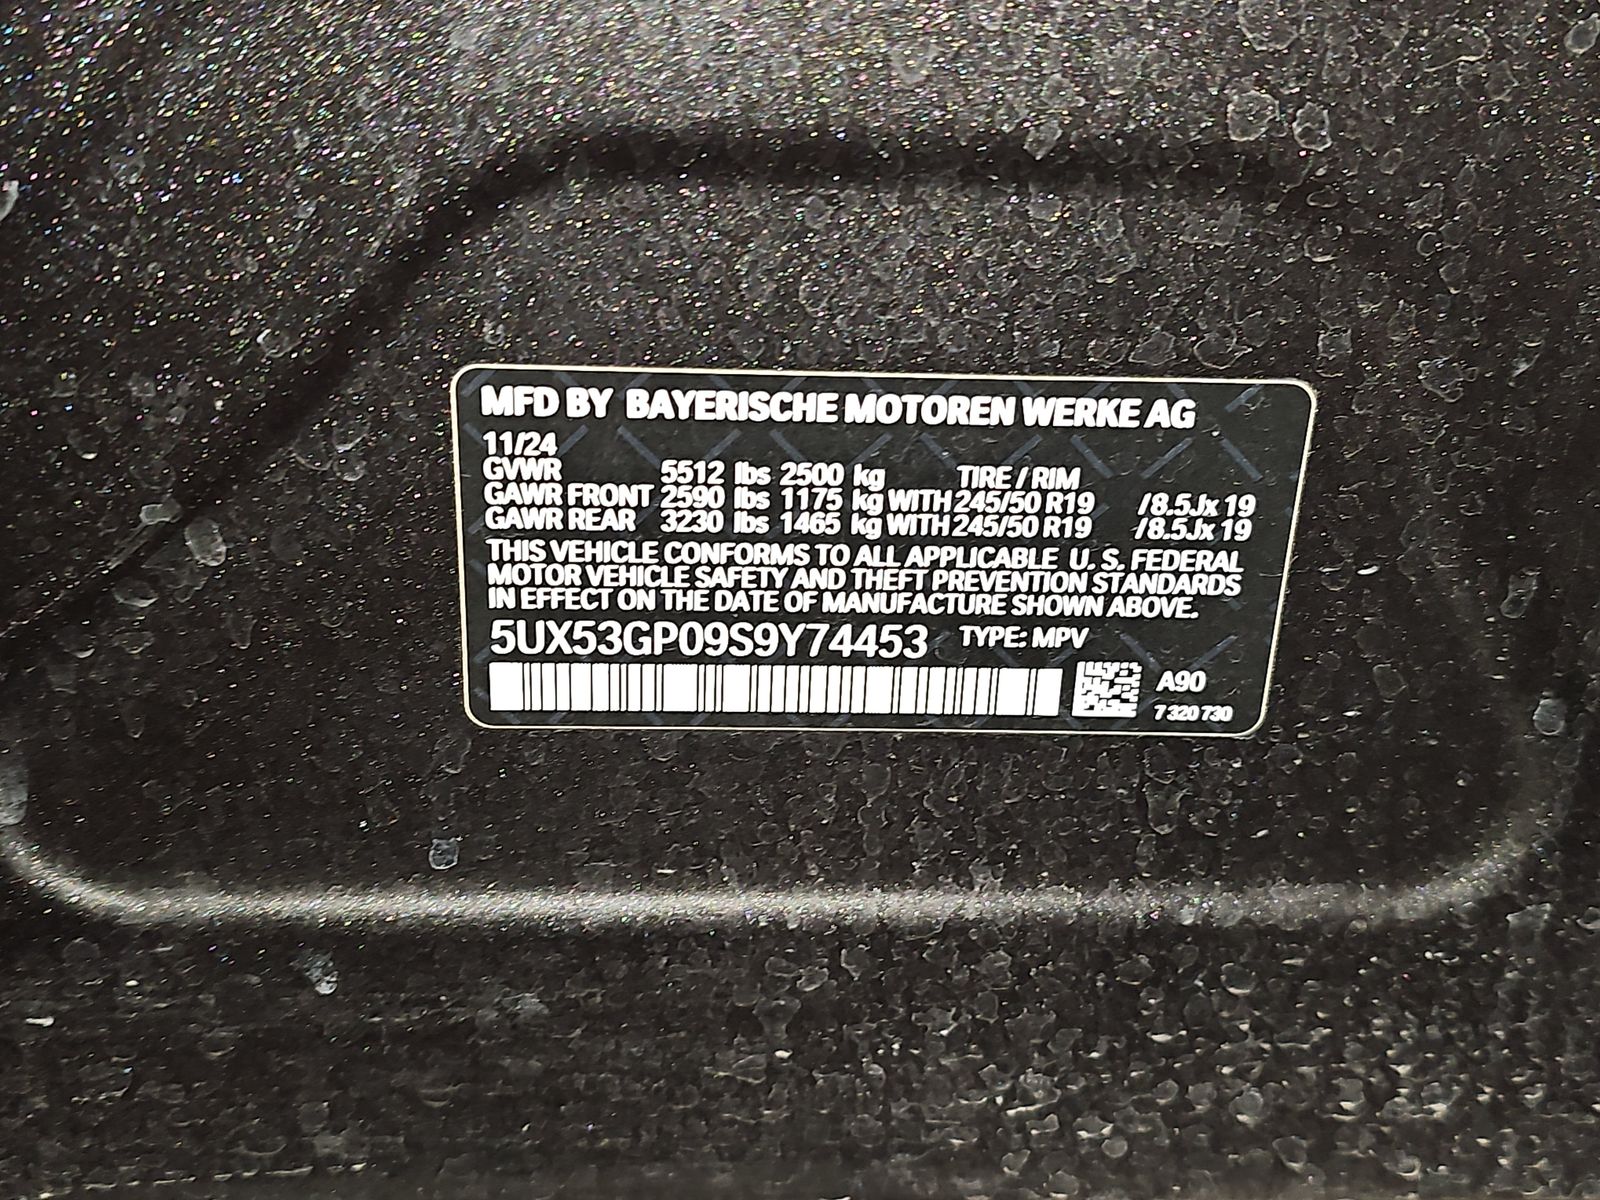 MFD BY BAYERISCHE MOTOREN WERKE AG
11/24
GVWR 5512 lbs 2500 kg TIRE / RIM
GAWR FRONT 2590 lbs 1175 kg WITH 245/50 R19 /8.5Jx 19
GAWR REAR 3230 lbs 1465 kg WITH 245/50 R19 /8.5Jx 19
THIS VEHICLE CONFORMS TO ALL APPLICABLE U. S. FEDERAL
MOTOR VEHICLE SAFETY AND THEFT PREVENTION STANDARDS
IN EFFECT ON THE DATE OF MANUFACTURE SHOWN ABOVE.
5UX53GP09S9Y74453 TYPE: MPV
A90
7 320 730